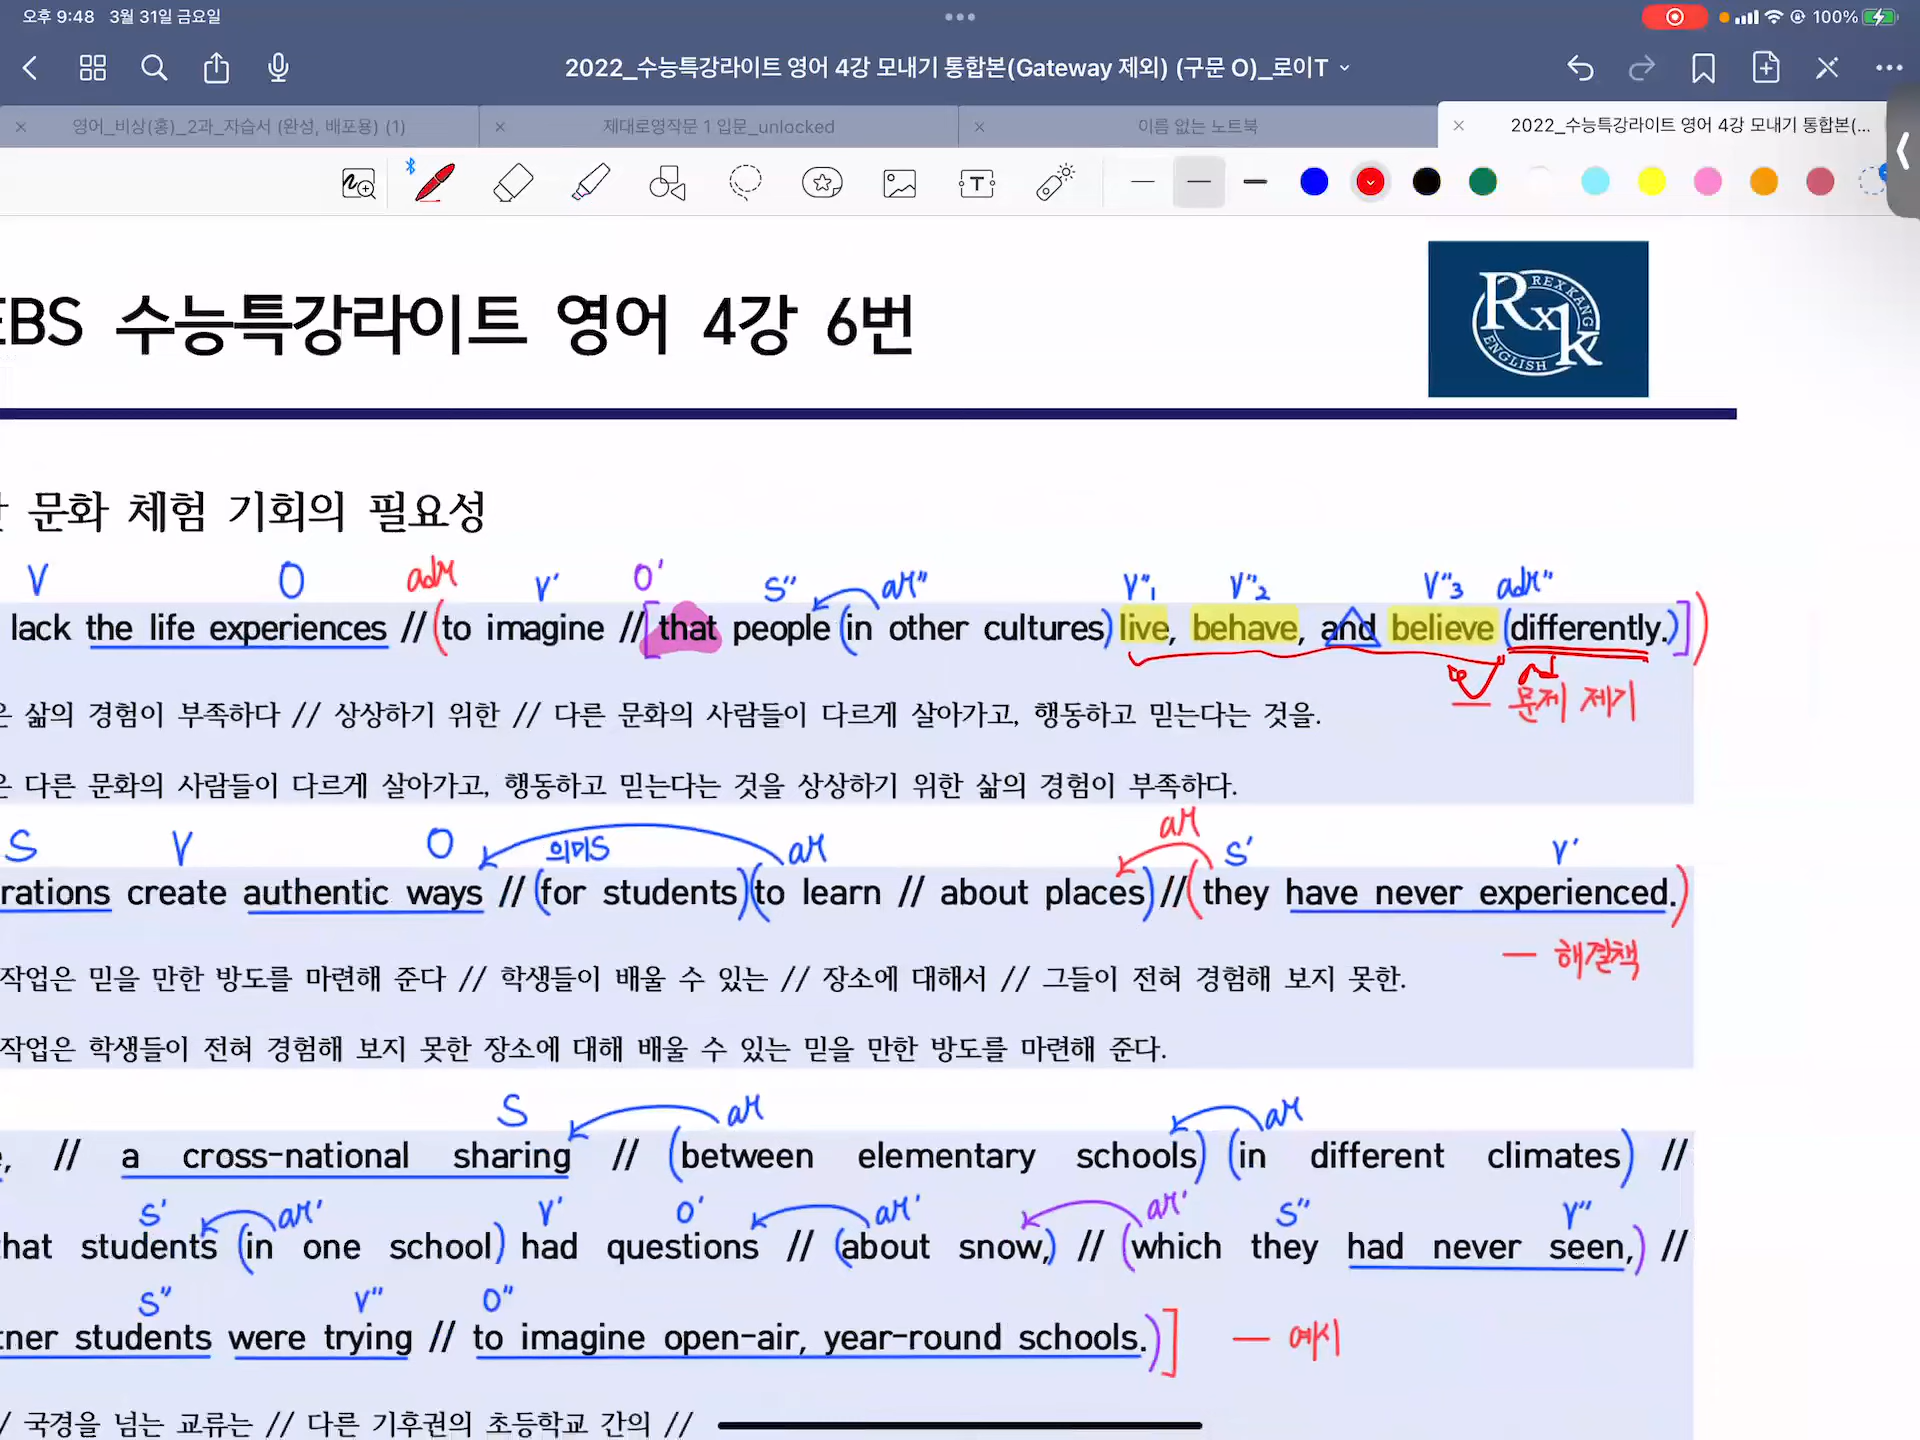 오후 9:48 3월 31일 금요일
100%
2022_수능특강라이트 영어 4강 모내기 통합본(Gateway 제외) (구문 O)_로이T
영어_비상(홍)_2과_자습서 (완성, 배포용) (1)
제대로영작문 1 입문_unlocked
이름 없는 노트북
2022_수능특강라이트 영어 4강 모내기 통합본(...
EBS 수능특강라이트 영어 4강 6번
REXKANG
RxK
ENGLISH
문화 체험 기회의 필요성
V O V' O' S" V"1 V"2 V"3
lack the life experiences // (to imagine // [that people (in other cultures) live, behave, and believe (differently.)])
문제 제기
삶의 경험이 부족하다 // 상상하기 위한 // 다른 문화의 사람들이 다르게 살아가고, 행동하고 믿는다는 것을.
다른 문화의 사람들이 다르게 살아가고, 행동하고 믿는다는 것을 상상하기 위한 삶의 경험이 부족하다.
S V O 의미S S' V'
rations create authentic ways // (for students)(to learn // about places) // (they have never experienced.)
— 해결책
작업은 믿을 만한 방도를 마련해 준다 // 학생들이 배울 수 있는 // 장소에 대해서 // 그들이 전혀 경험해 보지 못한.
작업은 학생들이 전혀 경험해 보지 못한 장소에 대해 배울 수 있는 믿을 만한 방도를 마련해 준다.
S
, // a cross-national sharing // (between elementary schools) (in different climates) //
S' V' O' S" V"
that students (in one school) had questions // (about snow,) // (which they had never seen,) //
S" V" O"
tner students were trying // to imagine open-air, year-round schools.)] — 예시
/ 국경을 넘는 교류는 // 다른 기후권의 초등학교 간의 //